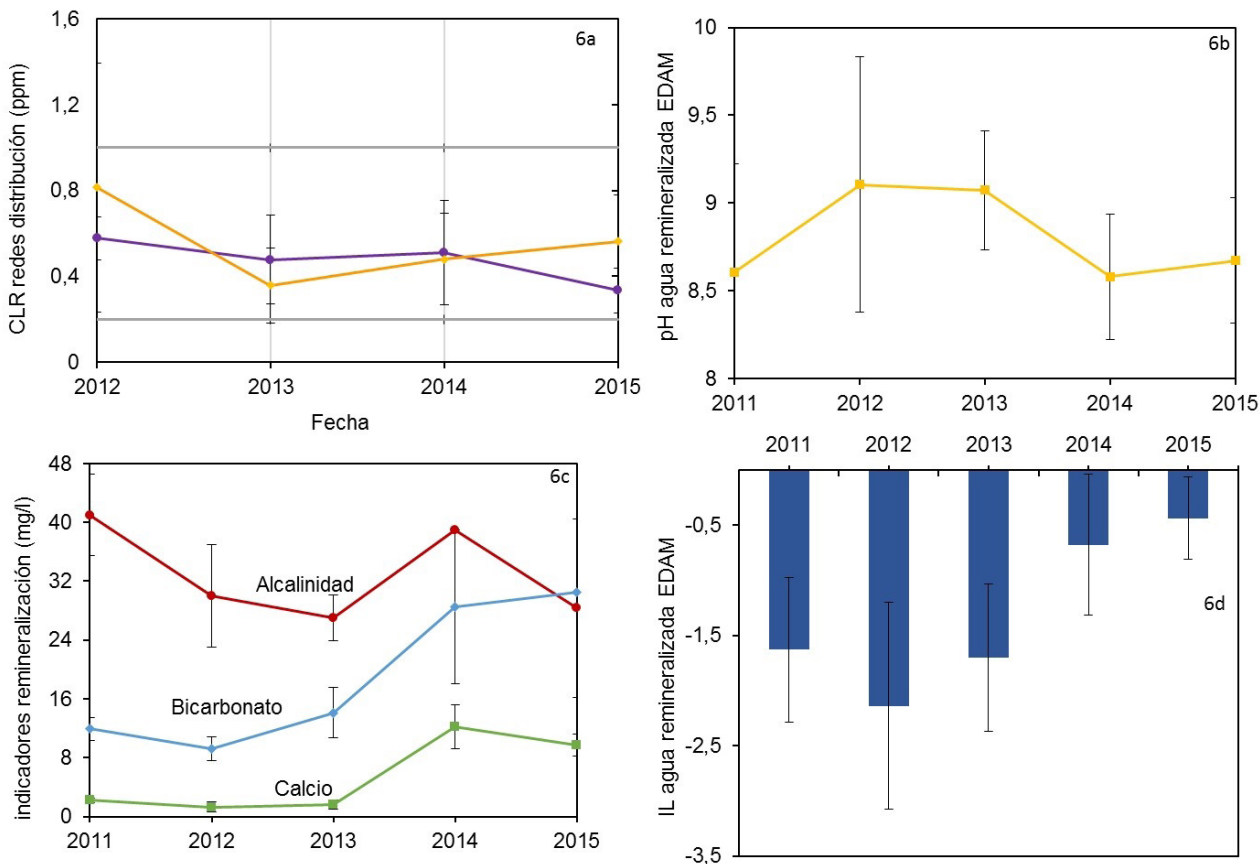 6a
CLR redes distribución (ppm)
1,6
1,2
0,8
0,4
0
2012 2013 2014 2015
Fecha
6b
pH agua remineralizada EDAM
10
9,5
9
8,5
8
2011 2012 2013 2014 2015
6c
indicadores remineralización (mg/l)
48
40
32
24
16
8
0
Alcalinidad
Bicarbonato
Calcio
2011 2012 2013 2014 2015
2011 2012 2013 2014 2015
6d
IL agua remineralizada EDAM
-0,5
-1,5
-2,5
-3,5